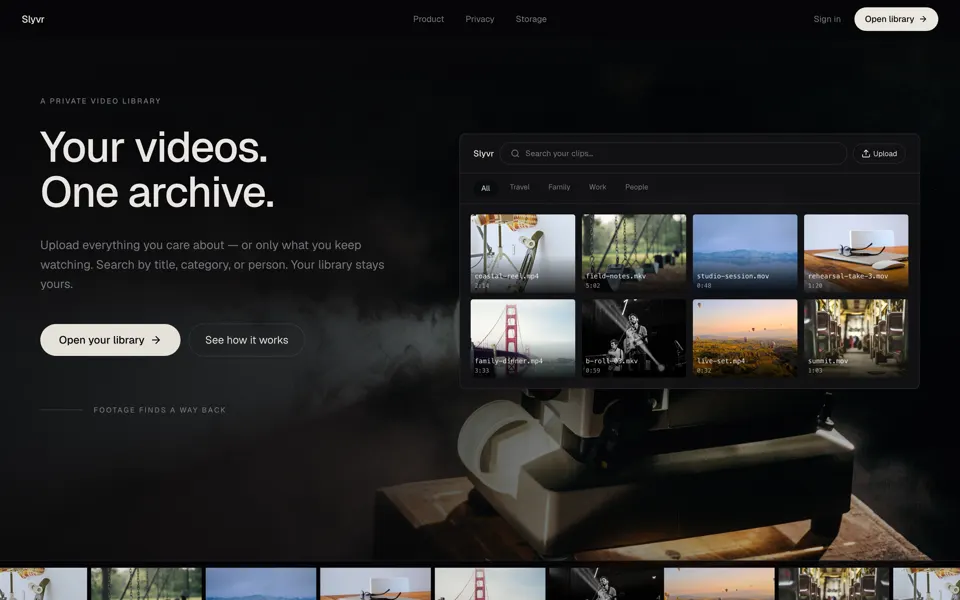 Slyvr
Product Privacy Storage
Sign in Open library →
A PRIVATE VIDEO LIBRARY
Your videos.
One archive.
Upload everything you care about — or only what you keep
watching. Search by title, category, or person. Your library stays
yours.
Open your library →
See how it works
FOOTAGE FINDS A WAY BACK
Slyvr
Search your clips...
Upload
All Travel Family Work People
coastal-reel.mp4
2:14
field-notes.mkv
5:02
studio-session.mov
0:48
rehearsal-take-3.mov
1:20
family-dinner.mp4
3:33
b-roll-03.mkv
0:59
live-set.mp4
0:32
summit.mov
1:03